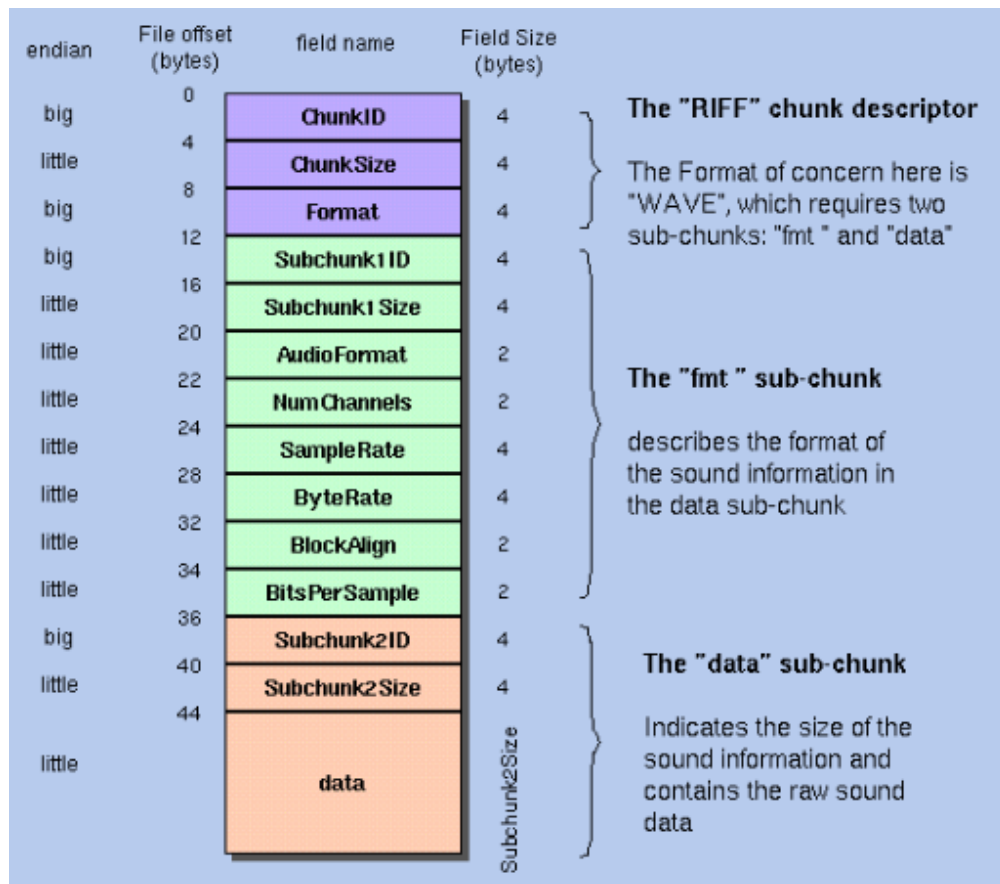 endian
File offset
(bytes)
field name
Field Size
(bytes)
0
big
ChunkID
4
4
little
ChunkSize
4
8
big
Format
4
12
big
Subchunk1ID
4
16
little
Subchunk1Size
4
20
little
AudioFormat
2
22
little
NumChannels
2
24
little
SampleRate
4
28
little
ByteRate
4
32
little
BlockAlign
2
34
little
BitsPerSample
2
36
big
Subchunk2ID
4
40
little
Subchunk2Size
4
44
little
data
Subchunk2Size
The "RIFF" chunk descriptor
The Format of concern here is
"WAVE", which requires two
sub-chunks: "fmt " and "data"
The "fmt " sub-chunk
describes the format of
the sound information in
the data sub-chunk
The "data" sub-chunk
Indicates the size of the
sound information and
contains the raw sound
data